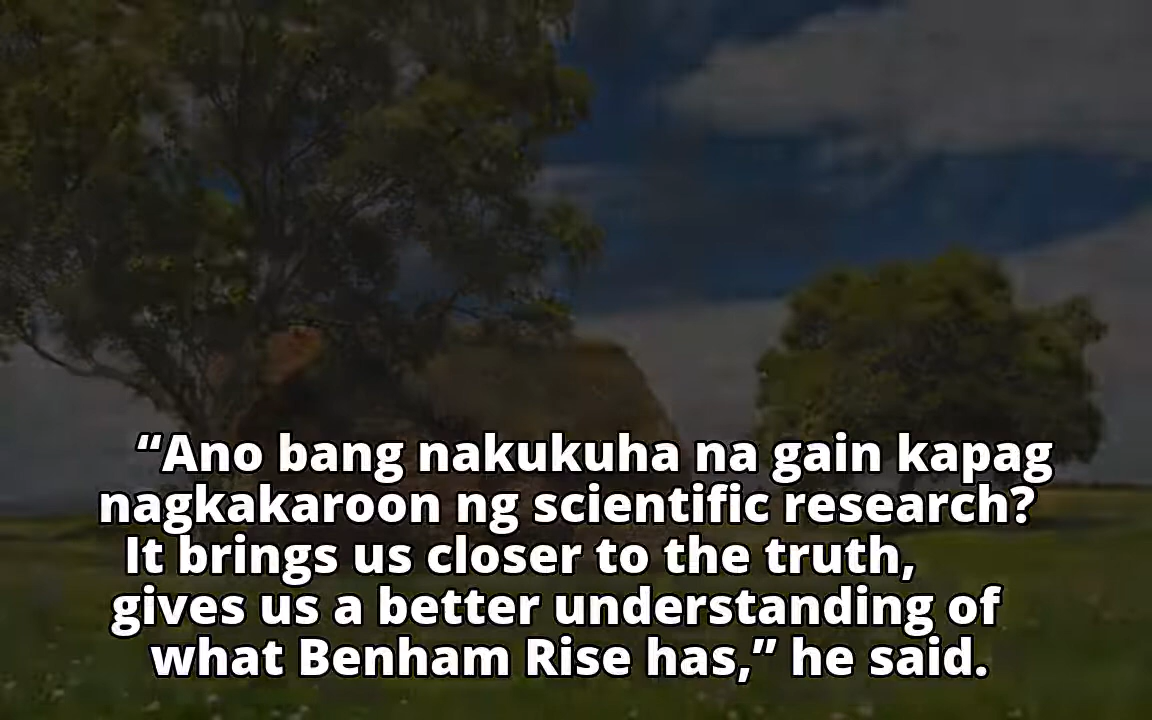 “Ano bang nakukuha na gain kapag
nagkakaroon ng scientific research?
It brings us closer to the truth,
gives us a better understanding of
what Benham Rise has,” he said.